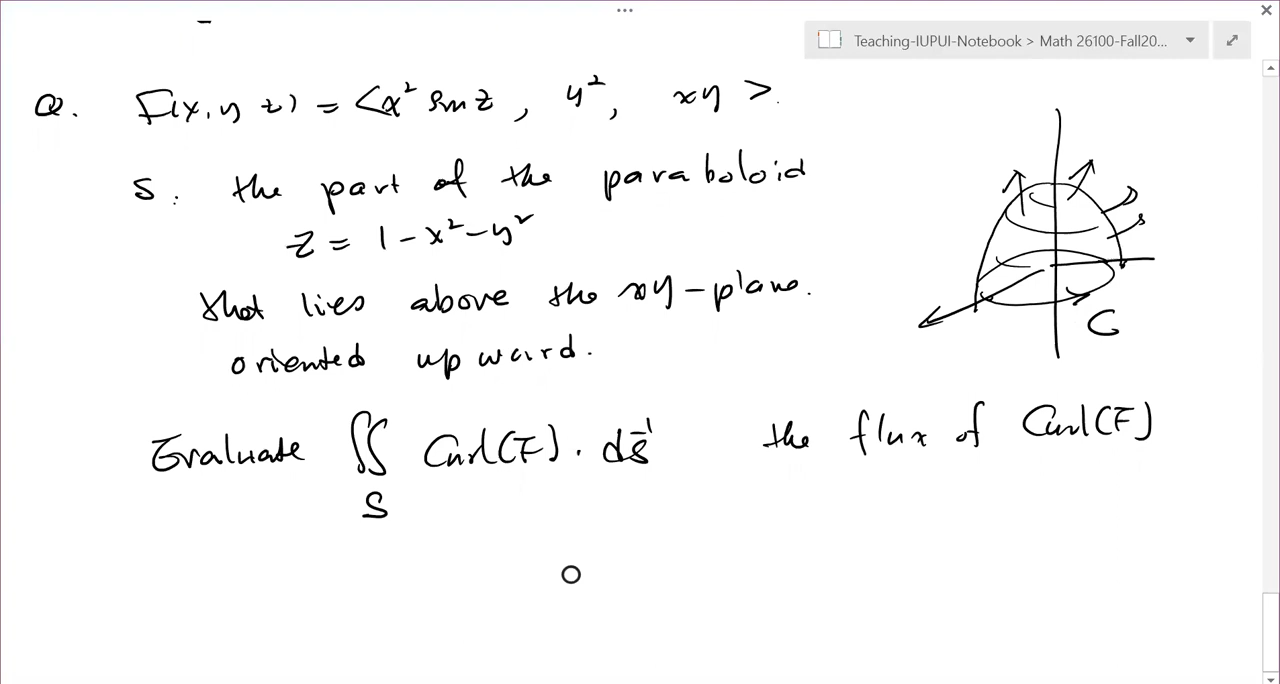 Teaching-IUPUI-Notebook > Math 26100-Fall20...
Q. F(x, y z) = <x² sin z, y², xy>.
S. the part of the paraboloid
z = 1 - x² - y²
that lies above the xy-plane.
oriented upward.
S
C
Evaluate ∬ Curl(F). ds⃗ the flux of Curl(F)
S